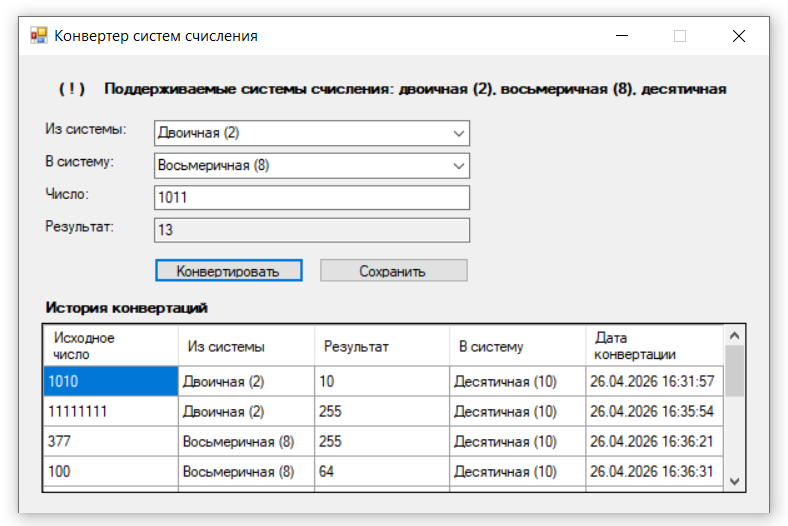 Конвертер систем счисления
(!) Поддерживаемые системы счисления: двоичная (2), восьмеричная (8), десятичная
Из системы: Двоичная (2)
В систему: Восьмеричная (8)
Число: 1011
Результат: 13
Конвертировать Сохранить
История конвертаций
Исходное число Из системы Результат В систему Дата конвертации
1010 Двоичная (2) 10 Десятичная (10) 26.04.2026 16:31:57
11111111 Двоичная (2) 255 Десятичная (10) 26.04.2026 16:35:54
377 Восьмеричная (8) 255 Десятичная (10) 26.04.2026 16:36:21
100 Восьмеричная (8) 64 Десятичная (10) 26.04.2026 16:36:31